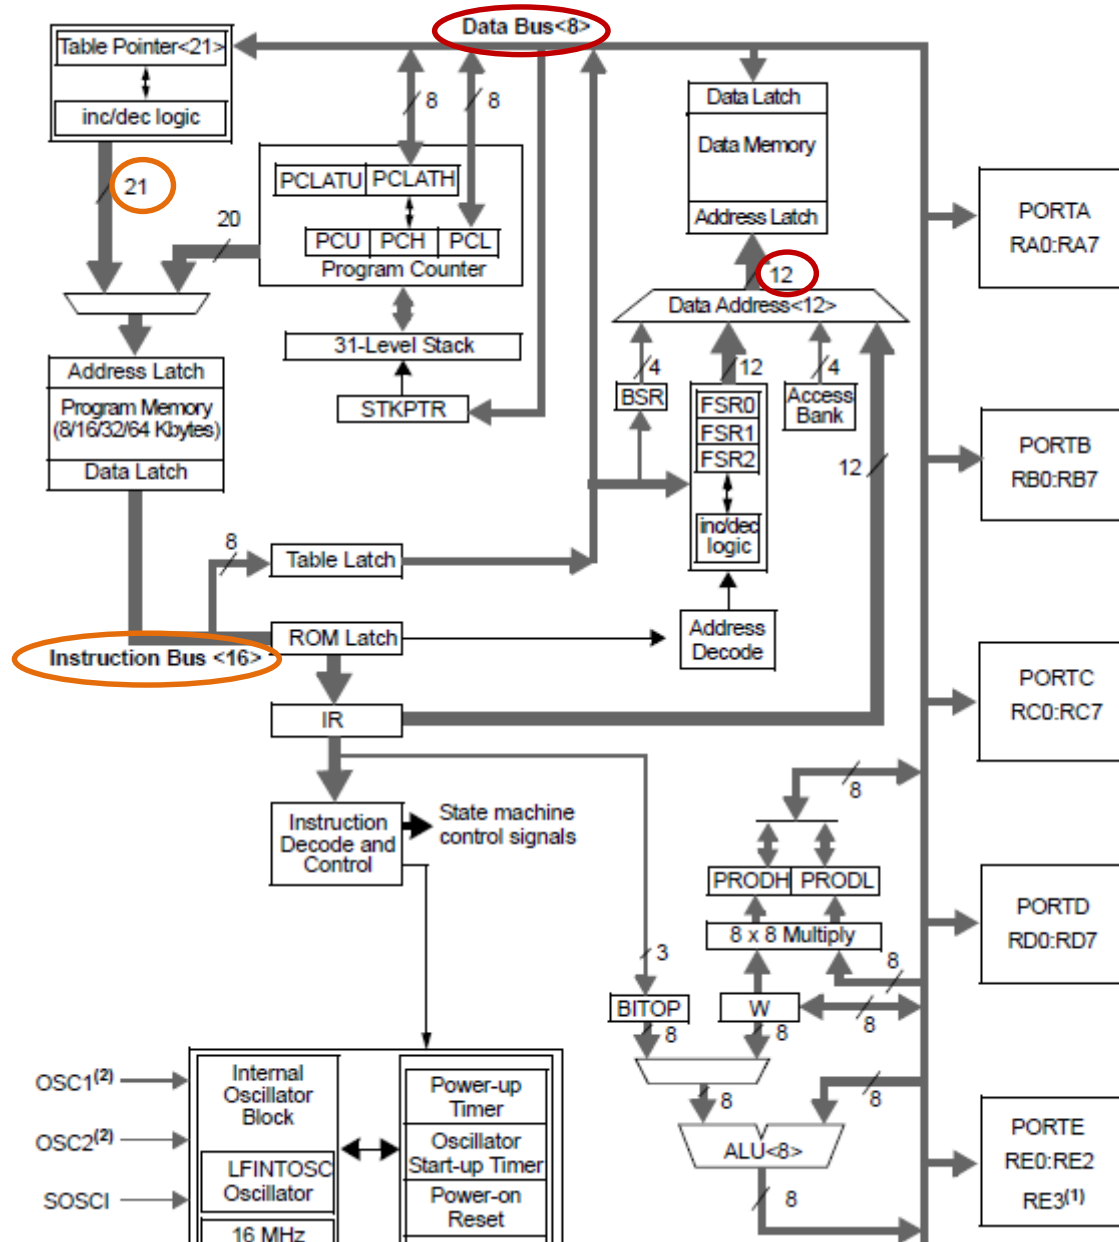 Data Bus<8>
Table Pointer<21>
inc/dec logic
21
20
8
8
PCLATU PCLATH
PCU PCH PCL
Program Counter
31-Level Stack
STKPTR
Data Latch
Data Memory
Address Latch
12
Data Address<12>
4
12
4
BSR
FSR0
FSR1
FSR2
inc/dec
logic
Access
Bank
12
Address Latch
Program Memory
(8/16/32/64 Kbytes)
Data Latch
8
Table Latch
ROM Latch
Instruction Bus <16>
Address
Decode
IR
Instruction
Decode and
Control
State machine
control signals
8
PRODH PRODL
8 x 8 Multiply
3
8
BITOP
W
8
8
8
8
8
ALU<8>
8
PORTA
RA0:RA7
PORTB
RB0:RB7
PORTC
RC0:RC7
PORTD
RD0:RD7
PORTE
RE0:RE2
RE3(1)
OSC1(2)
OSC2(2)
SOSCI
Internal
Oscillator
Block
LFINTOSC
Oscillator
16 MHz
Power-up
Timer
Oscillator
Start-up Timer
Power-on
Reset